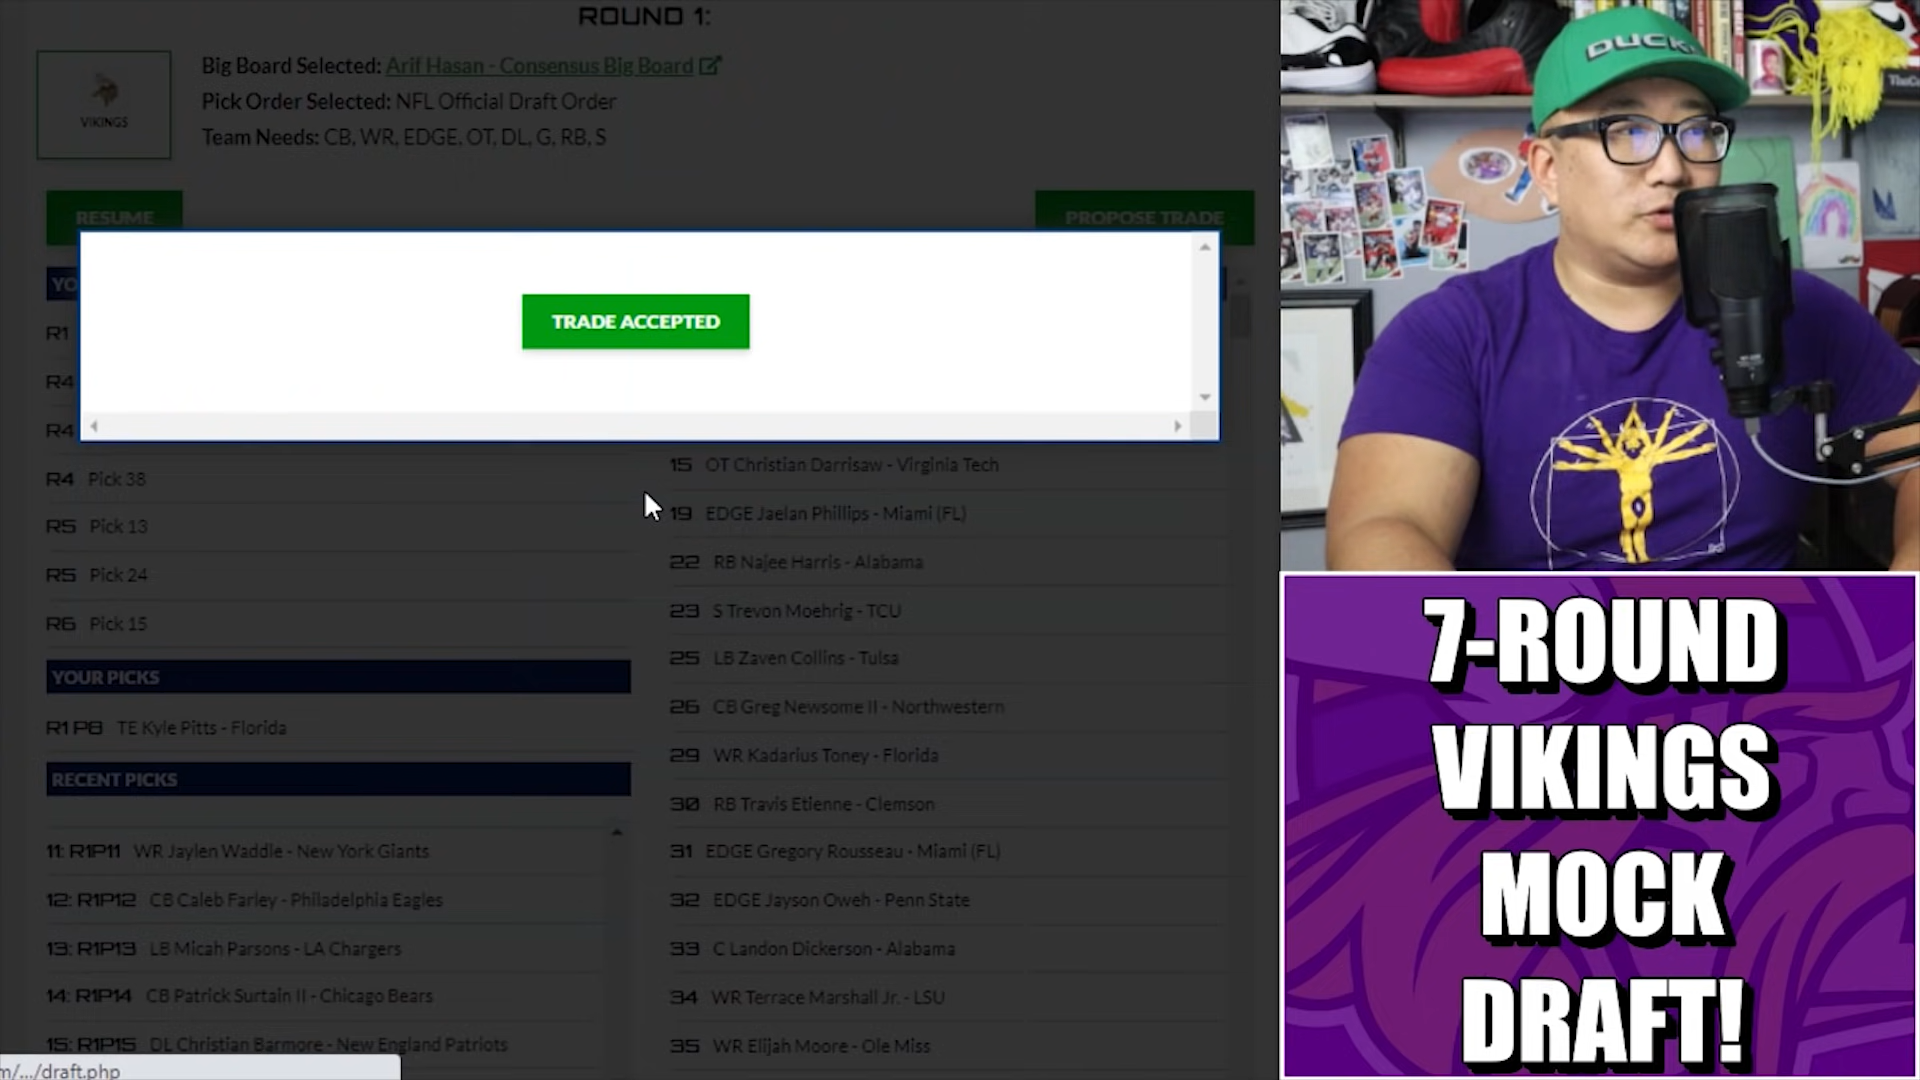 ROUND 1:
VIKINGS
Big Board Selected: Arif Hasan - Consensus Big Board
Pick Order Selected: NFL Official Draft Order
Team Needs: CB, WR, EDGE, OT, DL, G, RB, S
RESUME
PROPOSE TRADE
YO
TRADE ACCEPTED
R1
R4
R4
R4 Pick 38
R5 Pick 13
R5 Pick 24
R6 Pick 15
YOUR PICKS
R1 P8 TE Kyle Pitts - Florida
RECENT PICKS
11: R1P11 WR Jaylen Waddle - New York Giants
12: R1P12 CB Caleb Farley - Philadelphia Eagles
13: R1P13 LB Micah Parsons - LA Chargers
14: R1P14 CB Patrick Surtain II - Chicago Bears
15: R1P15 DL Christian Barmore - New England Patriots
m/.../draft.php
15 OT Christian Darrisaw - Virginia Tech
19 EDGE Jaelan Phillips - Miami (FL)
22 RB Najee Harris - Alabama
23 S Trevon Moehrig - TCU
25 LB Zaven Collins - Tulsa
26 CB Greg Newsome II - Northwestern
29 WR Kadarius Toney - Florida
30 RB Travis Etienne - Clemson
31 EDGE Gregory Rousseau - Miami (FL)
32 EDGE Jayson Oweh - Penn State
33 C Landon Dickerson - Alabama
34 WR Terrace Marshall Jr. - LSU
35 WR Elijah Moore - Ole Miss
7-ROUND
VIKINGS
MOCK
DRAFT!